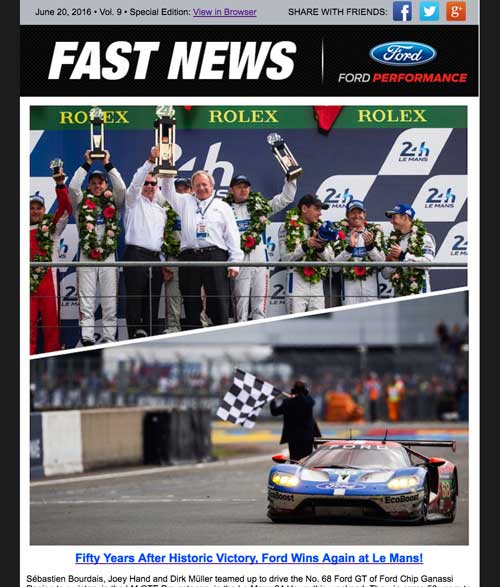 June 20, 2016 • Vol. 9 • Special Edition: View in Browser
SHARE WITH FRIENDS:
FAST NEWS
Ford
FORD PERFORMANCE
ROLEX
ROLEX
ROLEX
24h
LE MANS
24h
LE MANS
24h
LE MANS
24h
EcoBoost
EcoBoost
Fifty Years After Historic Victory, Ford Wins Again at Le Mans!
Sébastien Bourdais, Joey Hand and Dirk Müller teamed up to drive the No. 68 Ford GT of Ford Chip Ganassi